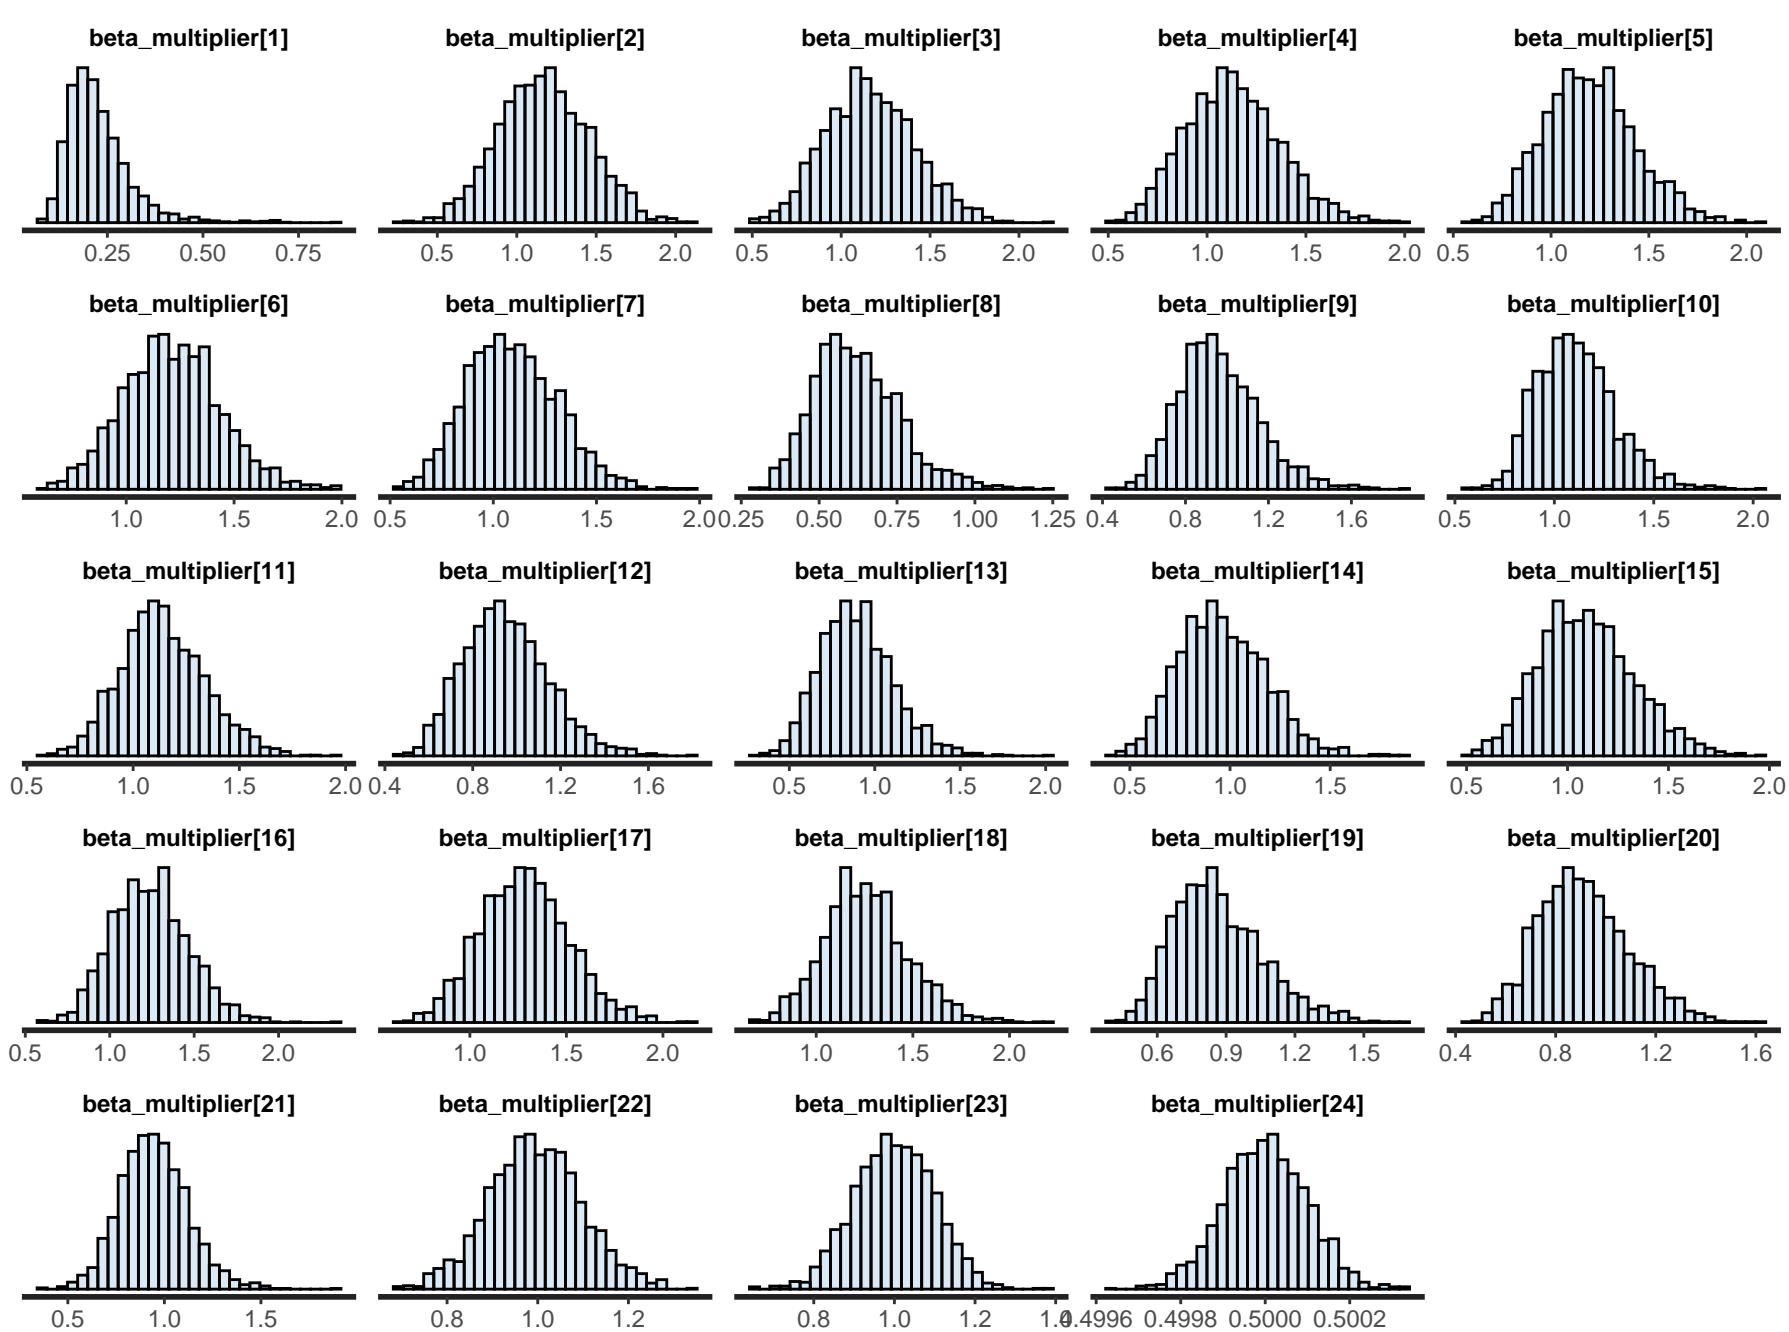 beta_multiplier[1] beta_multiplier[2] beta_multiplier[3] beta_multiplier[4] beta_multiplier[5]
0.25 0.50 0.75 0.5 1.0 1.5 2.0 0.5 1.0 1.5 2.0 0.5 1.0 1.5 2.0 0.5 1.0 1.5 2.0
beta_multiplier[6] beta_multiplier[7] beta_multiplier[8] beta_multiplier[9] beta_multiplier[10]
1.0 1.5 2.0 0.5 1.0 1.5 2.0 0.25 0.50 0.75 1.00 1.25 0.4 0.8 1.2 1.6 0.5 1.0 1.5 2.0
beta_multiplier[11] beta_multiplier[12] beta_multiplier[13] beta_multiplier[14] beta_multiplier[15]
0.5 1.0 1.5 2.0 0.4 0.8 1.2 1.6 0.5 1.0 1.5 2.0 0.5 1.0 1.5 0.5 1.0 1.5 2.0
beta_multiplier[16] beta_multiplier[17] beta_multiplier[18] beta_multiplier[19] beta_multiplier[20]
0.5 1.0 1.5 2.0 1.0 1.5 2.0 1.0 1.5 2.0 0.6 0.9 1.2 1.5 0.4 0.8 1.2 1.6
beta_multiplier[21] beta_multiplier[22] beta_multiplier[23] beta_multiplier[24]
0.5 1.0 1.5 0.8 1.0 1.2 0.8 1.0 1.2 1.4 0.4996 0.4998 0.5000 0.5002